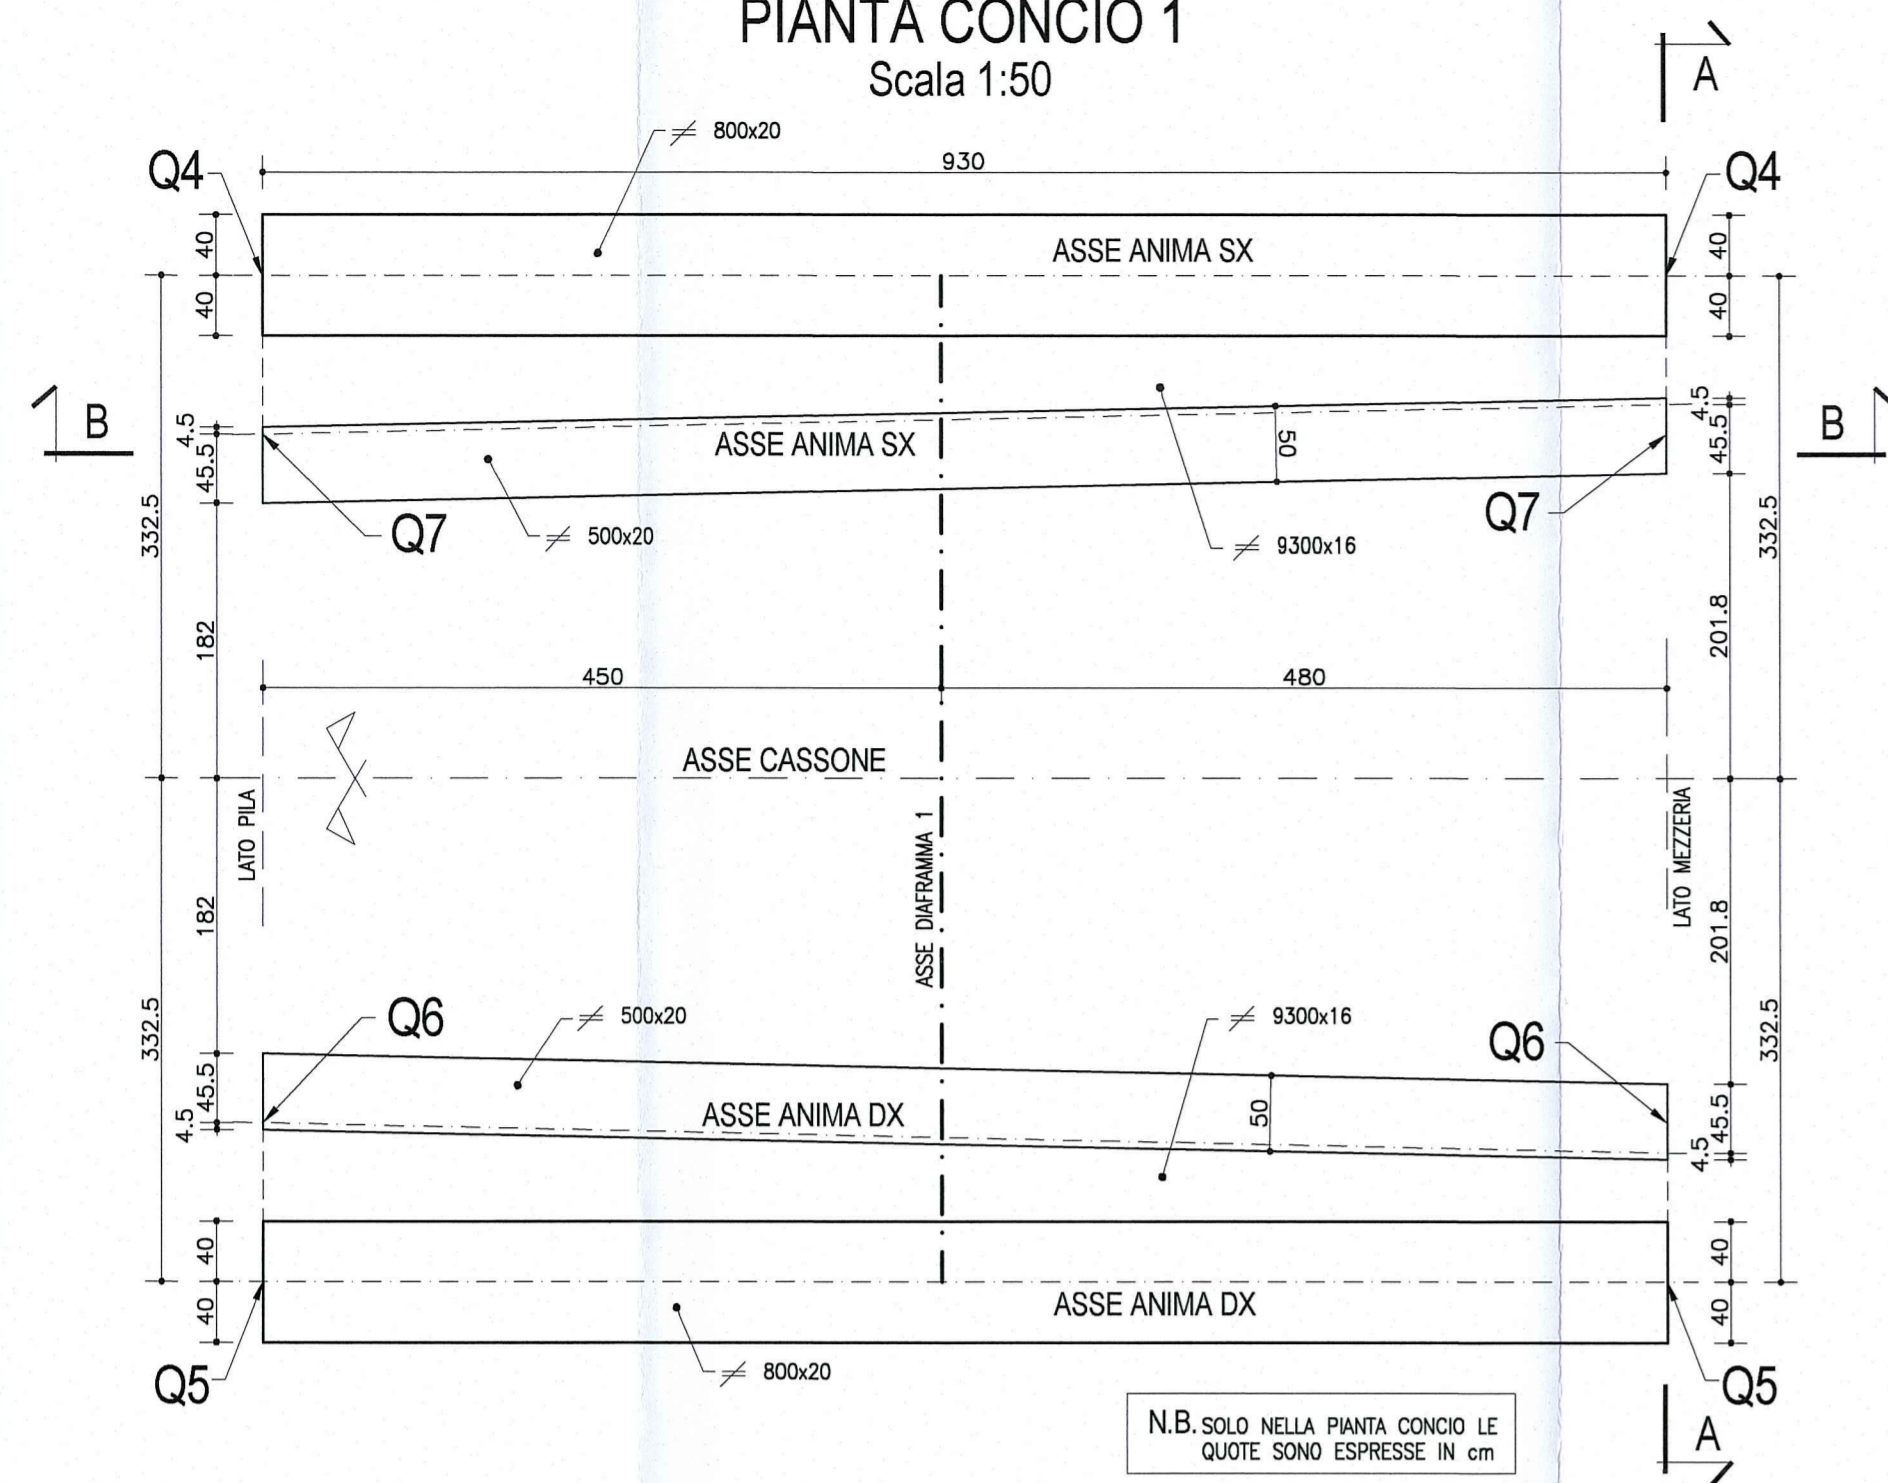 PIANTA CONCIO 1
Scala 1:50
A
800x20
930
Q4
Q4
40
40
ASSE ANIMA SX
40
40
B
4.5
45.5
ASSE ANIMA SX
50
4.5
45.5
B
Q7
500x20
9300x16
Q7
332.5
332.5
182
201.8
450
480
ASSE CASSONE
LATO PILA
ASSE DIAFRAMMA 1
LATO MEZZERIA
182
201.8
332.5
332.5
Q6
500x20
9300x16
Q6
45.5
4.5
ASSE ANIMA DX
50
45.5
4.5
40
40
ASSE ANIMA DX
40
40
Q5
800x20
Q5
N.B. SOLO NELLA PIANTA CONCIO LE
QUOTE SONO ESPRESSE IN cm
A